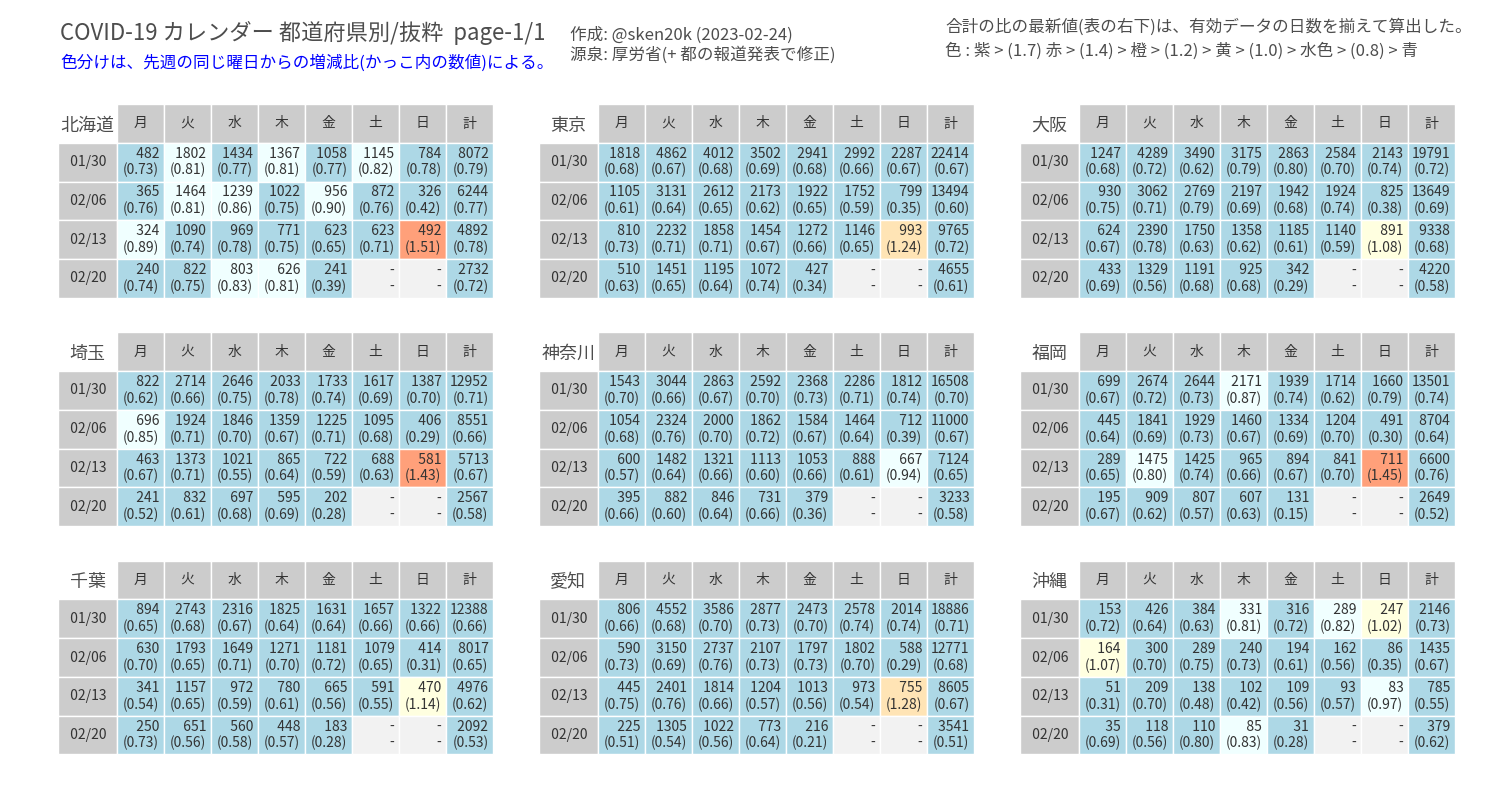 COVID-19 カレンダー 都道府県別/抜粋 page-1/1
色分けは、先週の同じ曜日からの増減比(かっこ内の数値)による。
作成: @sken20k (2023-02-24)
源泉: 厚労省(+ 都の報道発表で修正)
合計の比の最新値(表の右下)は、有効データの日数を揃えて算出した。
色 : 紫 > (1.7) 赤 > (1.4) 橙 > (1.2) > 黄 > (1.0) > 水色 > (0.8) > 青
北海道 月 火 水 木 金 土 日 計
01/30 482 1802 1434 1367 1058 1145 784 8072
(0.73) (0.81) (0.77) (0.81) (0.77) (0.82) (0.78) (0.79)
02/06 365 1464 1239 1022 956 872 326 6244
(0.76) (0.81) (0.86) (0.75) (0.90) (0.76) (0.42) (0.77)
02/13 324 1090 969 771 623 623 492 4892
(0.89) (0.74) (0.78) (0.75) (0.65) (0.71) (1.51) (0.78)
02/20 240 822 803 626 241 - - 2732
(0.74) (0.75) (0.83) (0.81) (0.39) - - (0.72)
東京 月 火 水 木 金 土 日 計
01/30 1818 4862 4012 3502 2941 2992 2287 22414
(0.68) (0.67) (0.68) (0.69) (0.68) (0.66) (0.67) (0.67)
02/06 1105 3131 2612 2173 1922 1752 799 13494
(0.61) (0.64) (0.65) (0.62) (0.65) (0.59) (0.35) (0.60)
02/13 810 2232 1858 1454 1272 1146 993 9765
(0.73) (0.71) (0.71) (0.67) (0.66) (0.65) (1.24) (0.72)
02/20 510 1451 1195 1072 427 - - 4655
(0.63) (0.65) (0.64) (0.74) (0.34) - - (0.61)
大阪 月 火 水 木 金 土 日 計
01/30 1247 4289 3490 3175 2863 2584 2143 19791
(0.68) (0.72) (0.62) (0.79) (0.80) (0.70) (0.74) (0.72)
02/06 930 3062 2769 2197 1942 1924 825 13649
(0.75) (0.71) (0.79) (0.69) (0.68) (0.74) (0.38) (0.69)
02/13 624 2390 1750 1358 1185 1140 891 9338
(0.67) (0.78) (0.63) (0.62) (0.61) (0.59) (1.08) (0.68)
02/20 433 1329 1191 925 342 - - 4220
(0.69) (0.56) (0.68) (0.68) (0.29) - - (0.58)
埼玉 月 火 水 木 金 土 日 計
01/30 822 2714 2646 2033 1733 1617 1387 12952
(0.62) (0.66) (0.75) (0.78) (0.74) (0.69) (0.70) (0.71)
02/06 696 1924 1846 1359 1225 1095 406 8551
(0.85) (0.71) (0.70) (0.67) (0.71) (0.68) (0.29) (0.66)
02/13 463 1373 1021 865 722 688 581 5713
(0.67) (0.71) (0.55) (0.64) (0.59) (0.63) (1.43) (0.67)
02/20 241 832 697 595 202 - - 2567
(0.52) (0.61) (0.68) (0.69) (0.28) - - (0.58)
神奈川 月 火 水 木 金 土 日 計
01/30 1543 3044 2863 2592 2368 2286 1812 16508
(0.70) (0.66) (0.67) (0.70) (0.73) (0.71) (0.74) (0.70)
02/06 1054 2324 2000 1862 1584 1464 712 11000
(0.68) (0.76) (0.70) (0.72) (0.67) (0.64) (0.39) (0.67)
02/13 600 1482 1321 1113 1053 888 667 7124
(0.57) (0.64) (0.66) (0.60) (0.66) (0.61) (0.94) (0.65)
02/20 395 882 846 731 379 - - 3233
(0.66) (0.60) (0.64) (0.66) (0.36) - - (0.58)
福岡 月 火 水 木 金 土 日 計
01/30 699 2674 2644 2171 1939 1714 1660 13501
(0.67) (0.72) (0.73) (0.87) (0.74) (0.62) (0.79) (0.74)
02/06 445 1841 1929 1460 1334 1204 491 8704
(0.64) (0.69) (0.73) (0.67) (0.69) (0.70) (0.30) (0.64)
02/13 289 1475 1425 965 894 841 711 6600
(0.65) (0.80) (0.74) (0.66) (0.67) (0.70) (1.45) (0.76)
02/20 195 909 807 607 131 - - 2649
(0.67) (0.62) (0.57) (0.63) (0.15) - - (0.52)
千葉 月 火 水 木 金 土 日 計
01/30 894 2743 2316 1825 1631 1657 1322 12388
(0.65) (0.68) (0.67) (0.64) (0.64) (0.66) (0.66) (0.66)
02/06 630 1793 1649 1271 1181 1079 414 8017
(0.70) (0.65) (0.71) (0.70) (0.72) (0.65) (0.31) (0.65)
02/13 341 1157 972 780 665 591 470 4976
(0.54) (0.65) (0.59) (0.61) (0.56) (0.55) (1.14) (0.62)
02/20 250 651 560 448 183 - - 2092
(0.73) (0.56) (0.58) (0.57) (0.28) - - (0.53)
愛知 月 火 水 木 金 土 日 計
01/30 806 4552 3586 2877 2473 2578 2014 18886
(0.66) (0.68) (0.70) (0.73) (0.70) (0.74) (0.74) (0.71)
02/06 590 3150 2737 2107 1797 1802 588 12771
(0.73) (0.69) (0.76) (0.73) (0.73) (0.70) (0.29) (0.68)
02/13 445 2401 1814 1204 1013 973 755 8605
(0.75) (0.76) (0.66) (0.57) (0.56) (0.54) (1.28) (0.67)
02/20 225 1305 1022 773 216 - - 3541
(0.51) (0.54) (0.56) (0.64) (0.21) - - (0.51)
沖縄 月 火 水 木 金 土 日 計
01/30 153 426 384 331 316 289 247 2146
(0.72) (0.64) (0.63) (0.81) (0.72) (0.82) (1.02) (0.73)
02/06 164 300 289 240 194 162 86 1435
(1.07) (0.70) (0.75) (0.73) (0.61) (0.56) (0.35) (0.67)
02/13 51 209 138 102 109 93 83 785
(0.31) (0.70) (0.48) (0.42) (0.56) (0.57) (0.97) (0.55)
02/20 35 118 110 85 31 - - 379
(0.69) (0.56) (0.80) (0.83) (0.28) - - (0.62)